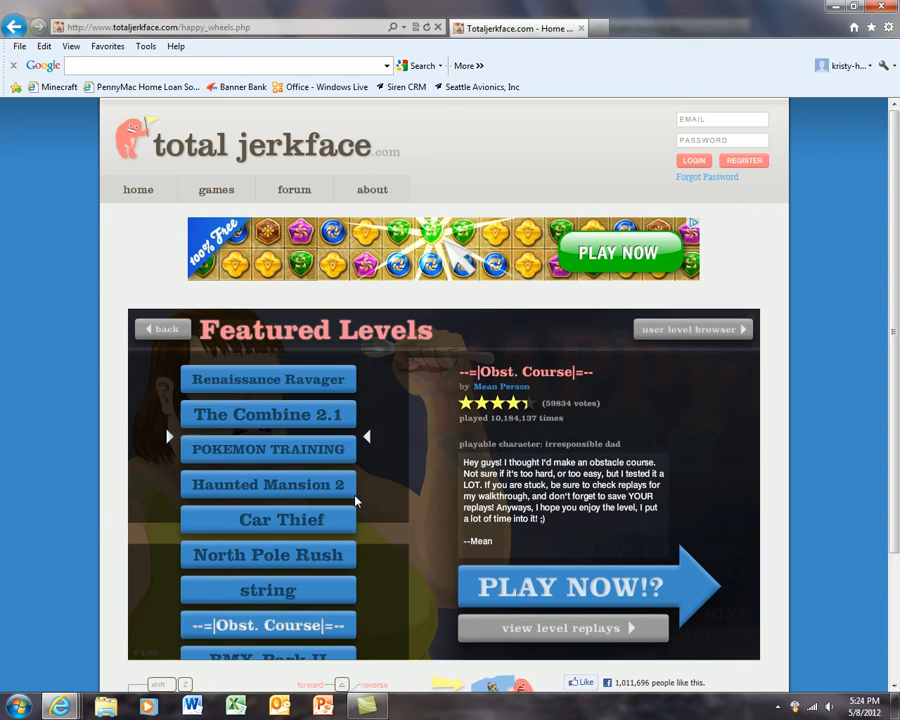 http://www.totaljerkface.com/happy_wheels.php
Totaljerkface.com - Home ...
File Edit View Favorites Tools Help
Google Search More >>
kristy-h...
Minecraft PennyMac Home Loan So... Banner Bank Office - Windows Live Siren CRM Seattle Avionics, Inc
total jerkface.com
EMAIL
PASSWORD
LOGIN REGISTER
Forgot Password
home games forum about
100% Free
PLAY NOW
back Featured Levels user level browser
Renaissance Ravager
The Combine 2.1
POKEMON TRAINING
Haunted Mansion 2
Car Thief
North Pole Rush
string
--=|Obst. Course|=--
BMX Park II
--=|Obst. Course|=--
by Mean Person
(59834 votes)
played 10,184,137 times
playable character: irresponsible dad
Hey guys! I thought I'd make an obstacle course.
Not sure if it's too hard, or too easy, but I tested it a
LOT. If you are stuck, be sure to check replays for
my walkthrough, and don't forget to save YOUR
replays! Anyways, I hope you enjoy the level, I put
a lot of time into it! ;)
--Mean
PLAY NOW!?
view level replays
shift Z forward reverse
Like 1,011,696 people like this.
5:24 PM
5/8/2012